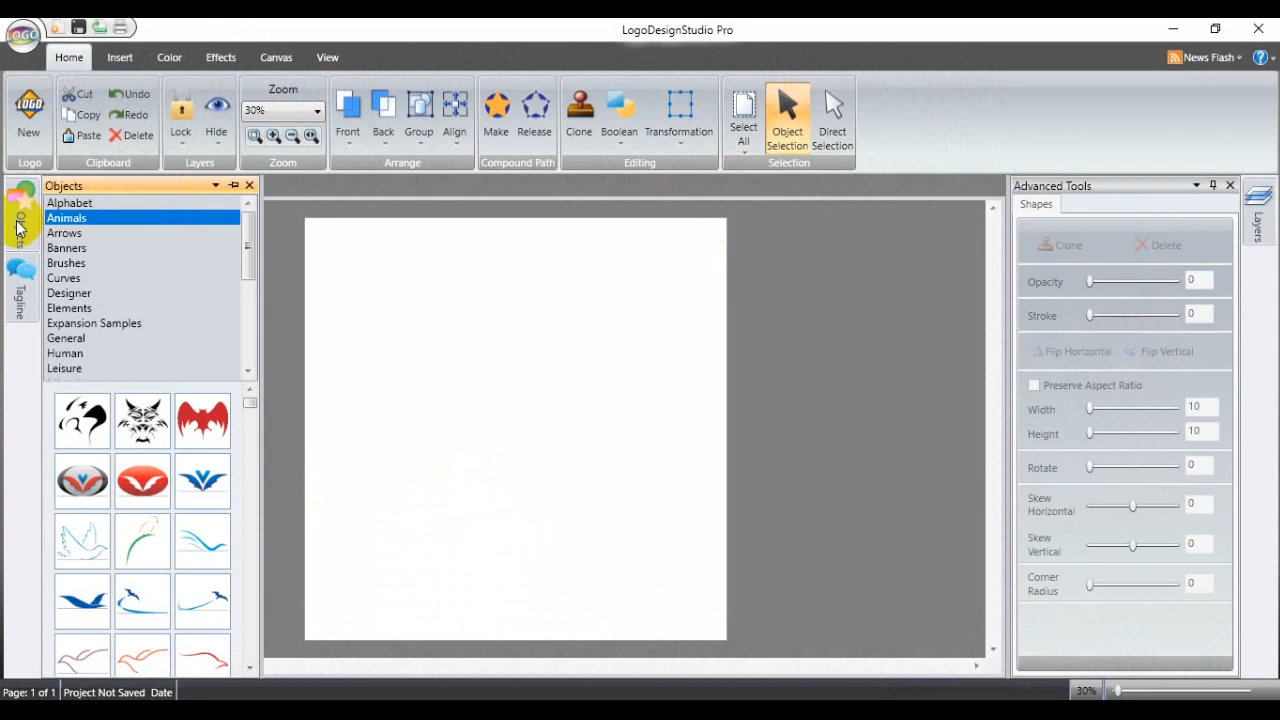 LOGO
LogoDesignStudio Pro
Home
Insert
Color
Effects
Canvas
View
News Flash
LOGO
New
Logo
Cut
Copy
Paste
Undo
Redo
Delete
Clipboard
Lock
Hide
Layers
Zoom
30%
Zoom
Front
Back
Group
Align
Arrange
Make
Release
Compound Path
Clone
Boolean
Transformation
Editing
Select
All
Object
Selection
Direct
Selection
Selection
Objects
Tagline
Objects
Alphabet
Animals
Arrows
Banners
Brushes
Curves
Designer
Elements
Expansion Samples
General
Human
Leisure
Advanced Tools
Shapes
Clone
Delete
Opacity
0
Stroke
0
Flip Horizontal
Flip Vertical
Preserve Aspect Ratio
Width
10
Height
10
Rotate
0
Skew
Horizontal
0
Skew
Vertical
0
Corner
Radius
0
Layers
Page: 1 of 1
Project Not Saved
Date
30%